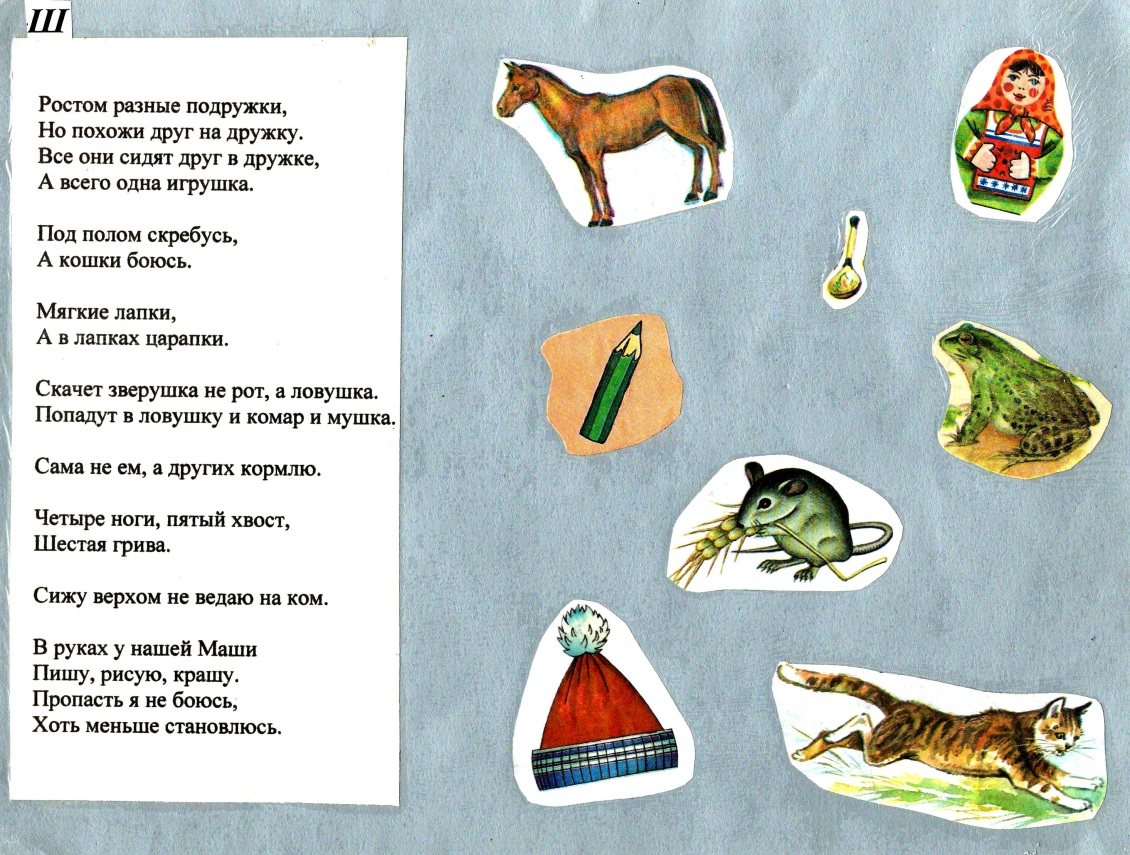 Ш
Ростом разные подружки,
Но похожи друг на дружку.
Все они сидят друг в дружке,
А всего одна игрушка.
Под полом скребусь,
А кошки боюсь.
Мягкие лапки,
А в лапках царапки.
Скачет зверушка не рот, а ловушка.
Попадут в ловушку и комар и мушка.
Сама не ем, а других кормлю.
Четыре ноги, пятый хвост,
Шестая грива.
Сижу верхом не ведаю на ком.
В руках у нашей Маши
Пишу, рисую, крашу.
Пропасть я не боюсь,
Хоть меньше становлюсь.